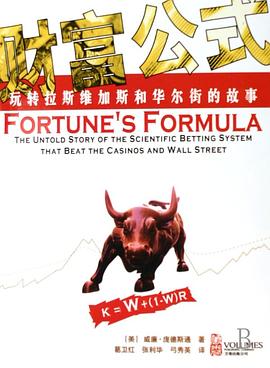 财富公式
玩转拉斯维加斯和华尔街的故事
FORTUNE'S FORMULA
THE UNTOLD STORY OF THE SCIENTIFIC BETTING SYSTEM
THAT BEAT THE CASINOS AND WALL STREET
K = W+(1-W)R
[美] 威廉·庞德斯通 著
葛卫红 张利华 弓秀英 译
VOLUMES